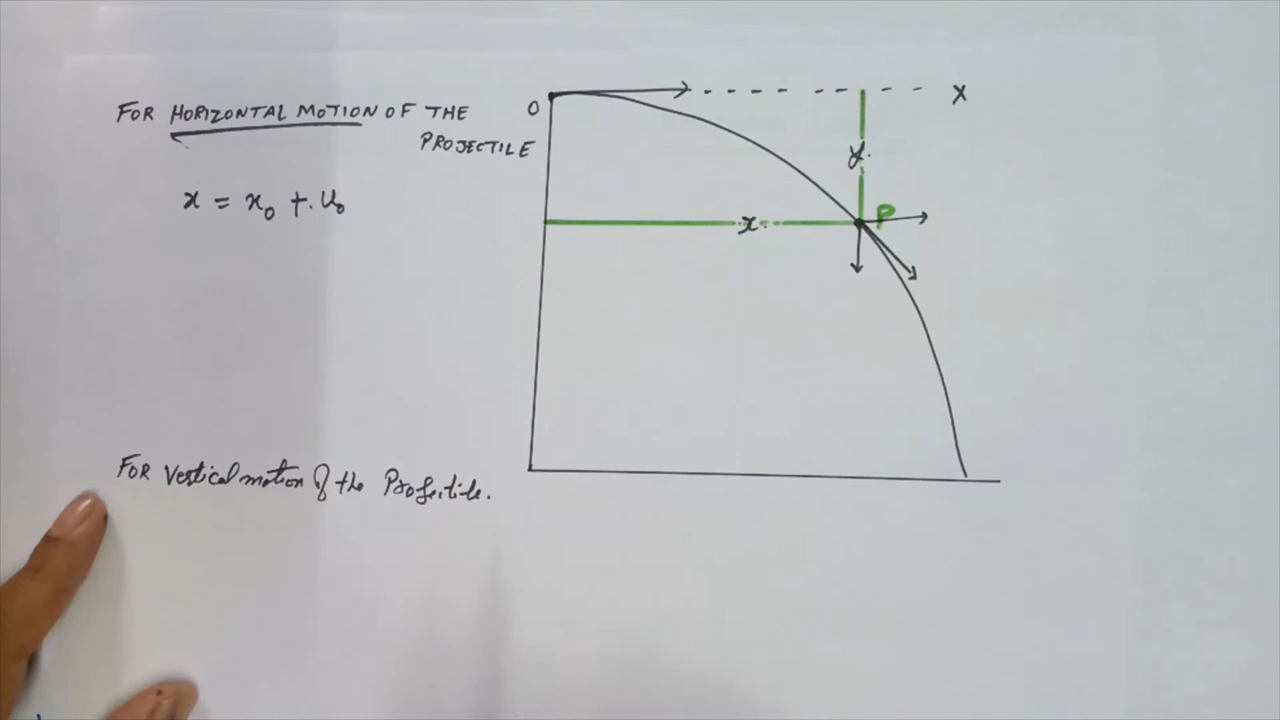 FOR HORIZONTAL MOTION OF THE
PROJECTILE
x = x₀ + u₀
O
X
y
x
P
FOR Vertical motion of the Projectile.